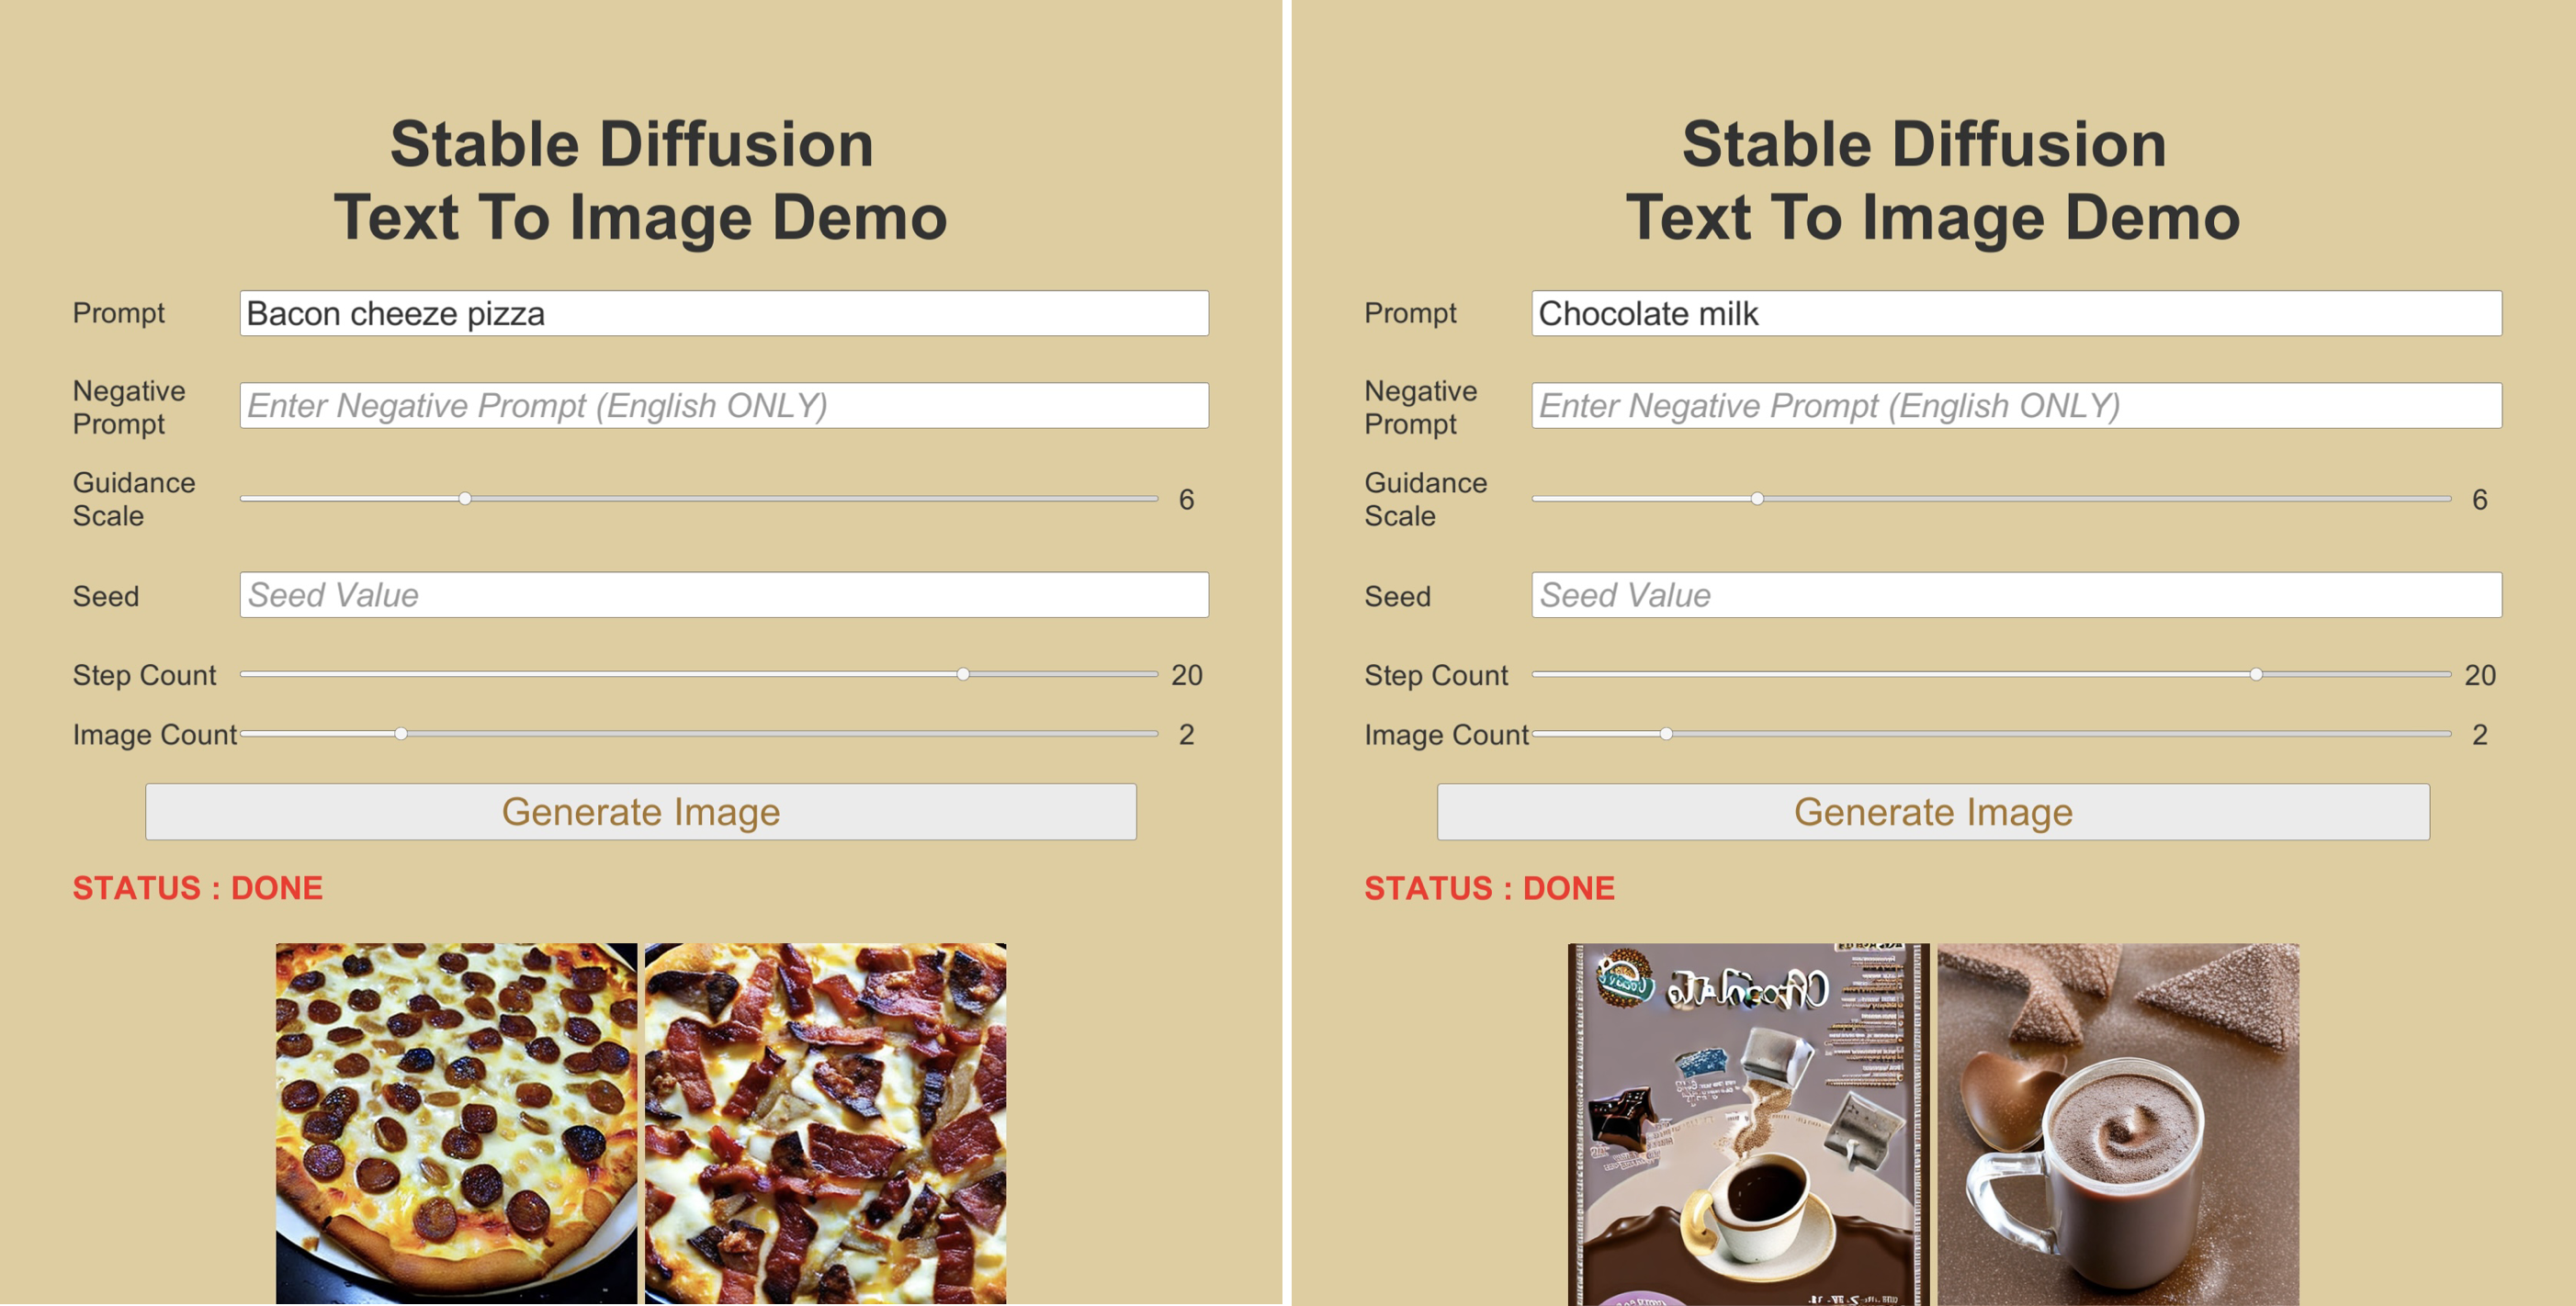 Stable Diffusion
Text To Image Demo
Prompt
Bacon cheeze pizza
Negative
Prompt
Enter Negative Prompt (English ONLY)
Guidance
Scale
6
Seed
Seed Value
Step Count
20
Image Count
2
Generate Image
STATUS : DONE
Stable Diffusion
Text To Image Demo
Prompt
Chocolate milk
Negative
Prompt
Enter Negative Prompt (English ONLY)
Guidance
Scale
6
Seed
Seed Value
Step Count
20
Image Count
2
Generate Image
STATUS : DONE